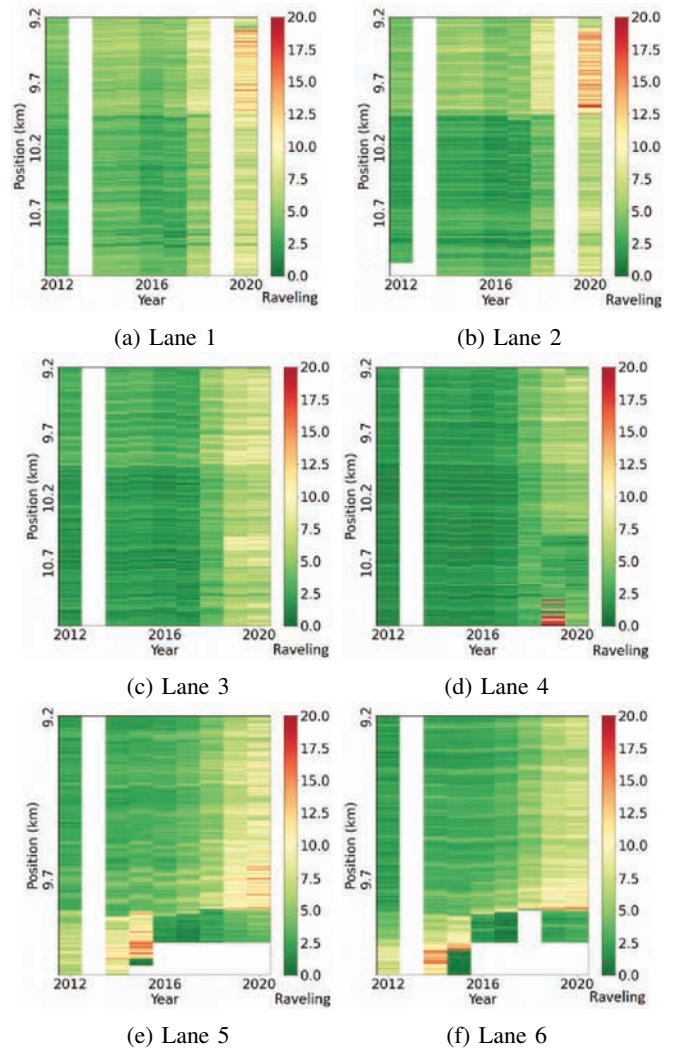 9.2 20.0 9.2 20.0
17.5 17.5
9.7 15.0 9.7 15.0
12.5 12.5
Position (km) 10.2 10.0 Position (km) 10.2 10.0
7.5 7.5
10.7 5.0 10.7 5.0
2.5 2.5
0.0 0.0
2012 2016 2020 2012 2016 2020
Year Raveling Year Raveling
(a) Lane 1 (b) Lane 2
9.2 20.0 9.2 20.0
17.5 17.5
9.7 15.0 9.7 15.0
12.5 12.5
Position (km) 10.2 10.0 Position (km) 10.2 10.0
7.5 7.5
10.7 5.0 10.7 5.0
2.5 2.5
0.0 0.0
2012 2016 2020 2012 2016 2020
Year Raveling Year Raveling
(c) Lane 3 (d) Lane 4
9.2 20.0 9.2 20.0
17.5 17.5
15.0 15.0
12.5 12.5
Position (km) 10.0 Position (km) 10.0
9.7 7.5 9.7 7.5
5.0 5.0
2.5 2.5
0.0 0.0
2012 2016 2020 2012 2016 2020
Year Raveling Year Raveling
(e) Lane 5 (f) Lane 6